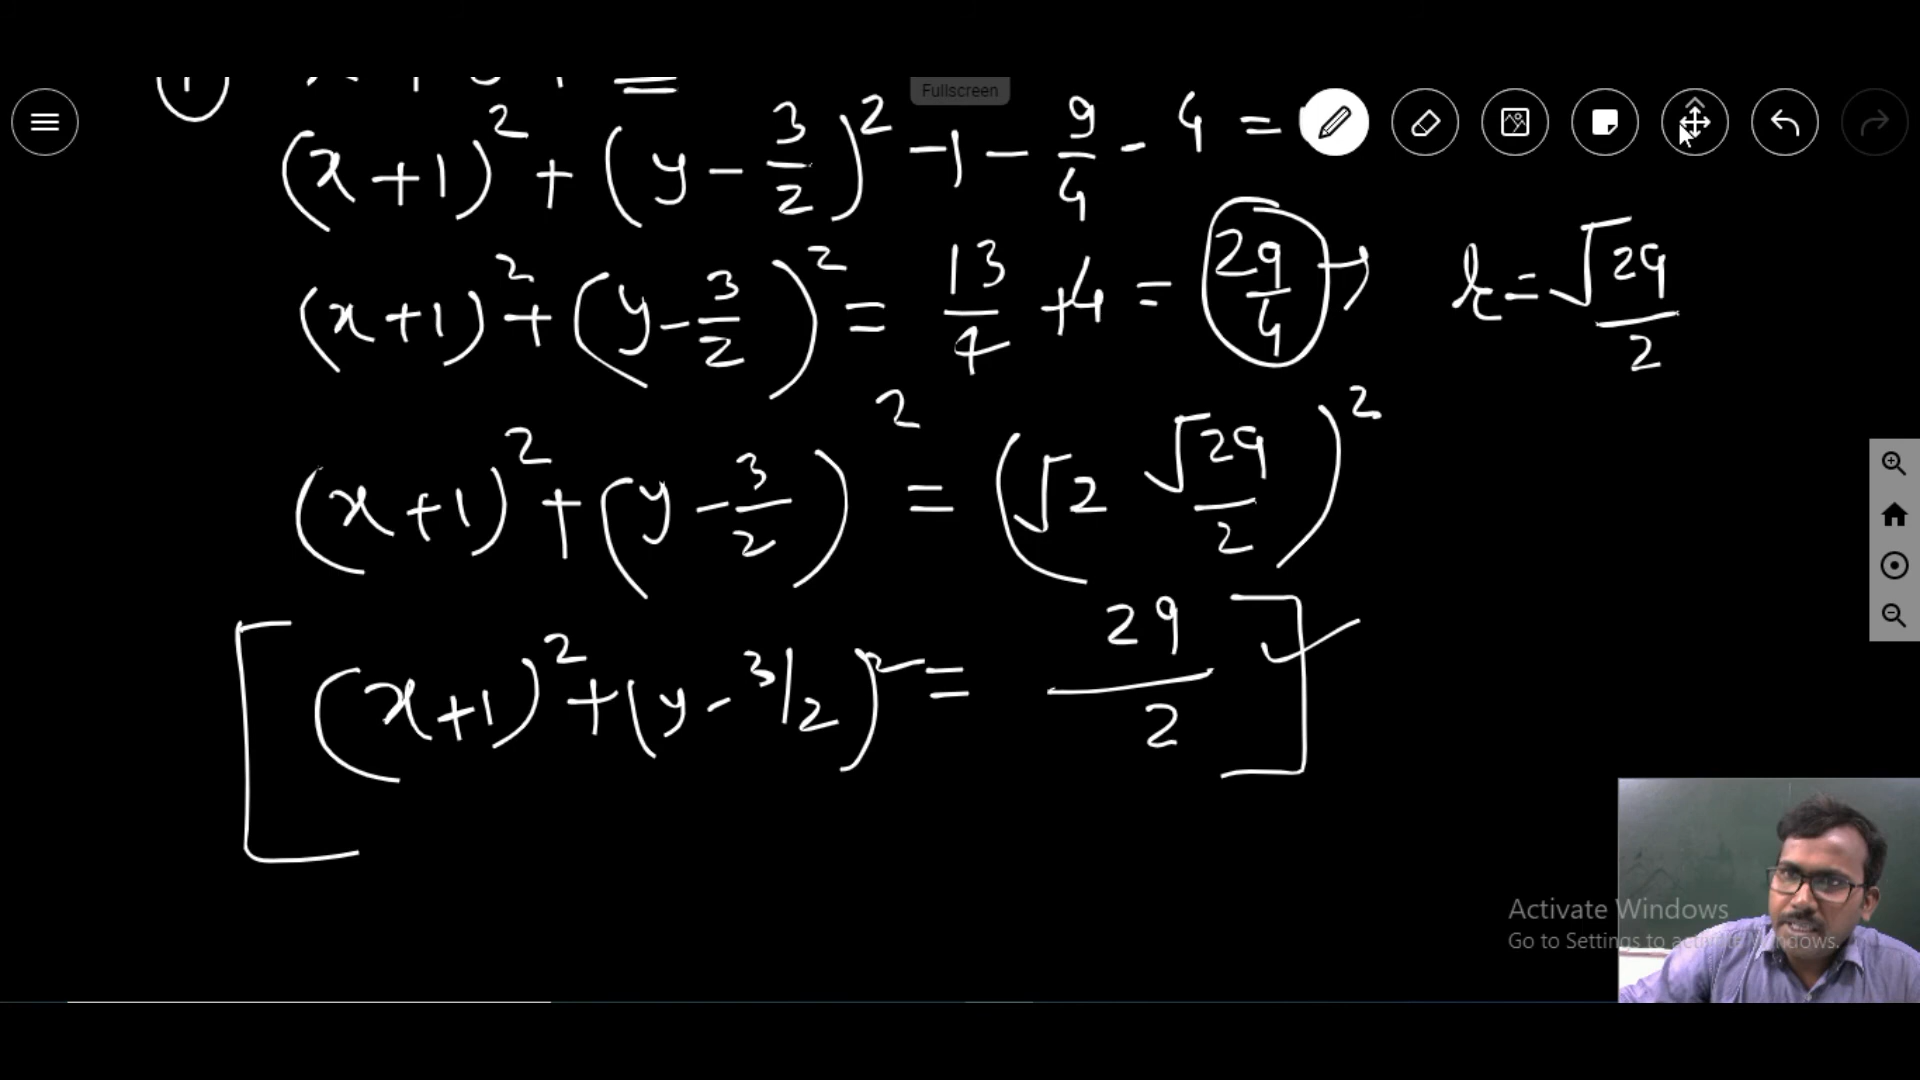 Fullscreen
(x+1)² + (y - 3/2)² - 1 - 9/4 - 4 =
(x+1)² + (y - 3/2)² = 13/4 + 4 = 29/4 → r = √29/2
(x+1)² + (y - 3/2)² = (√2 √29/2)²
[(x+1)² + (y - 3/2)² = 29/2] ✓
Activate Windows
Go to Settings to activate Windows.